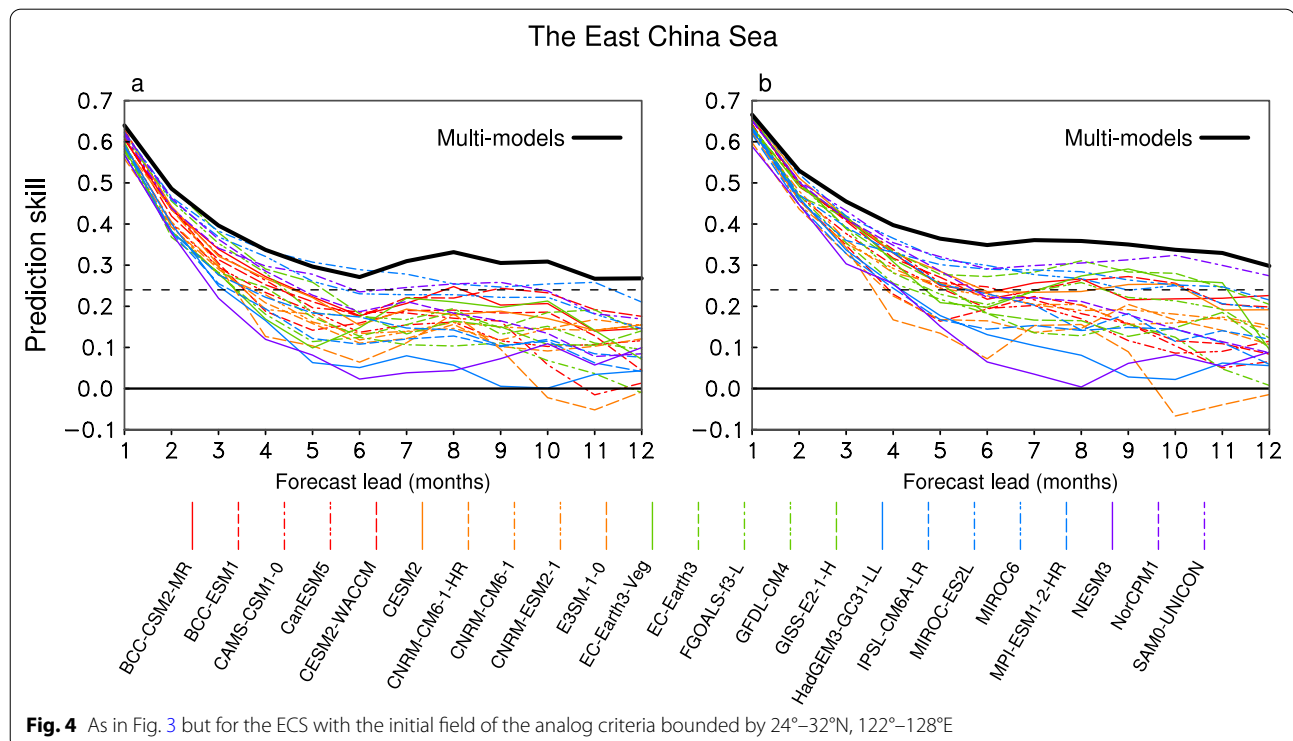 The East China Sea
a
b
0.7
0.6
0.5
0.4
0.3
0.2
0.1
0.0
−0.1
Prediction skill
Multi-models
1 2 3 4 5 6 7 8 9 10 11 12
Forecast lead (months)
0.7
0.6
0.5
0.4
0.3
0.2
0.1
0.0
−0.1
Multi-models
1 2 3 4 5 6 7 8 9 10 11 12
Forecast lead (months)
BCC-CSM2-MR
BCC-ESM1
CAMS-CSM1-0
CanESM5
CESM2-WACCM
CESM2
CNRM-CM6-1-HR
CNRM-CM6-1
CNRM-ESM2-1
E3SM-1-0
EC-Earth3-Veg
EC-Earth3
FGOALS-f3-L
GFDL-CM4
GISS-E2-1-H
HadGEM3-GC31-LL
IPSL-CM6A-LR
MIROC-ES2L
MIROC6
MPI-ESM1-2-HR
NESM3
NorCPM1
SAM0-UNICON
Fig. 4 As in Fig. 3 but for the ECS with the initial field of the analog criteria bounded by 24°–32°N, 122°–128°E